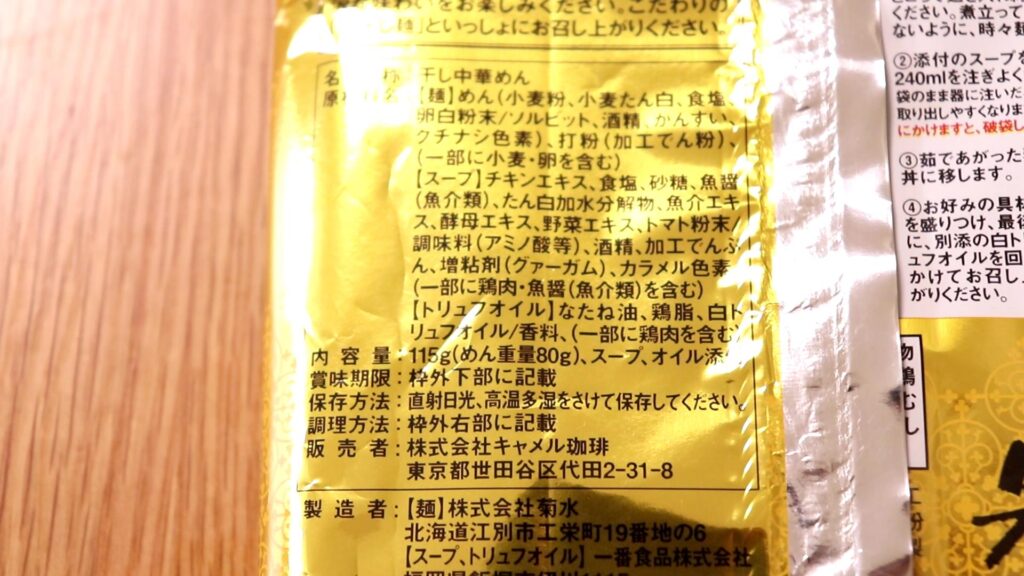 味わいをお楽しみください。こだわりの
といっしょにお召し上がりください。
名 称:干し中華めん
原材料名:【麺】めん(小麦粉、小麦たん白、食塩、
卵白粉末/ソルビット、酒精、かんすい、
クチナシ色素)、打粉(加工でん粉)、
(一部に小麦・卵を含む)
【スープ】チキンエキス、食塩、砂糖、魚醤
(魚介類)、たん白加水分解物、魚介エキ
ス、酵母エキス、野菜エキス、トマト粉末/
調味料(アミノ酸等)、酒精、加工でんぷ
ん、増粘剤(グァーガム)、カラメル色素、
(一部に鶏肉・魚醤(魚介類)を含む)
【トリュフオイル】なたね油、鶏脂、白ト
リュフオイル/香料、(一部に鶏肉を含む)
内容量:115g(めん重量80g)、スープ、オイル添
賞味期限:枠外下部に記載
保存方法:直射日光、高温多湿をさけて保存してください。
調理方法:枠外右部に記載
販売者:株式会社キャメル珈琲
東京都世田谷区代田2-31-8
製造者:【麺】株式会社菊水
北海道江別市工栄町19番地の6
【スープ、トリュフオイル】一番食品株式会社
ください。煮立って
ないように、時々麺
②添付のスープを
240mlを注ぎよく
袋のまま器に注いだ
取り出しやすくなりま
にかけますと、破袋し
③茹であがった
丼に移します。
④お好みの具材
を盛りつけ、最後
に、別添の白ト
ュフオイルを回
かけてお召し上
がりください。